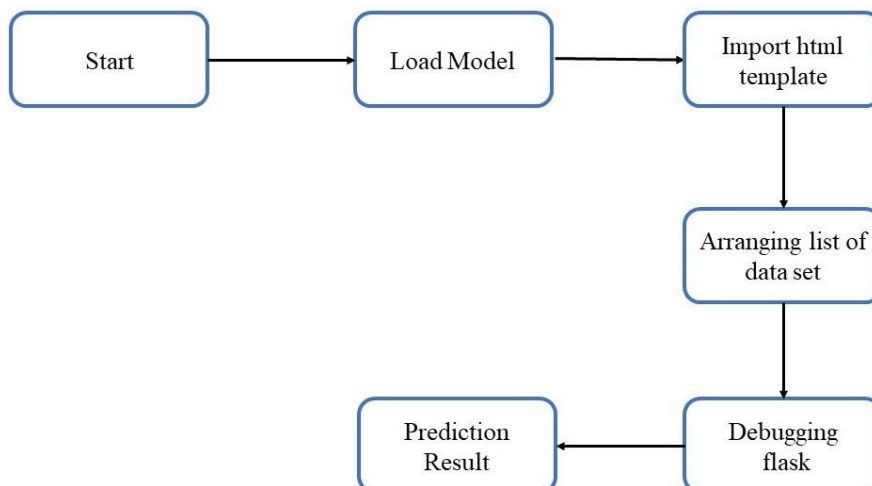 Start
Load Model
Import html
template
Arranging list of
data set
Debugging
flask
Prediction
Result